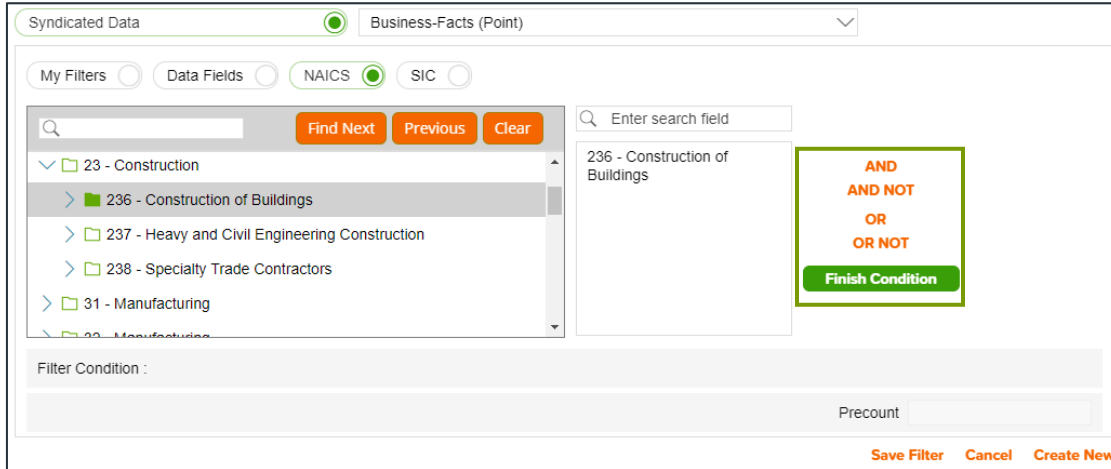 Syndicated Data
Business-Facts (Point)
My Filters
Data Fields
NAICS
SIC
Find Next
Previous
Clear
Enter search field
23 - Construction
236 - Construction of Buildings
237 - Heavy and Civil Engineering Construction
238 - Specialty Trade Contractors
31 - Manufacturing
32 - Manufacturing
236 - Construction of
Buildings
AND
AND NOT
OR
OR NOT
Finish Condition
Filter Condition :
Precount
Save Filter
Cancel
Create New